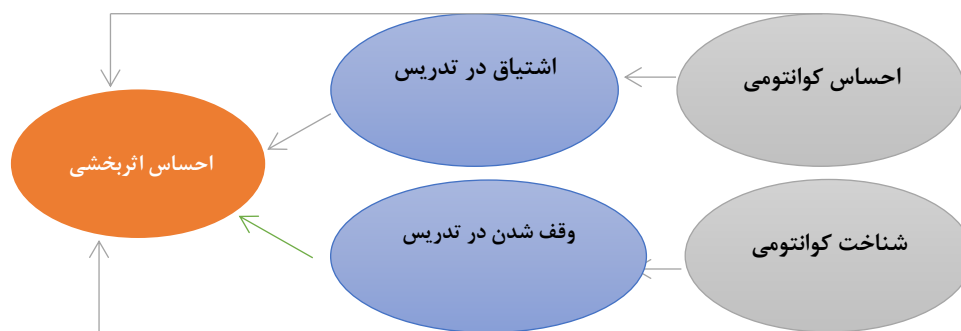 احساس کوانتومی
اشتیاق در تدریس
احساس اثربخشی
شناخت کوانتومی
وقف شدن در تدریس